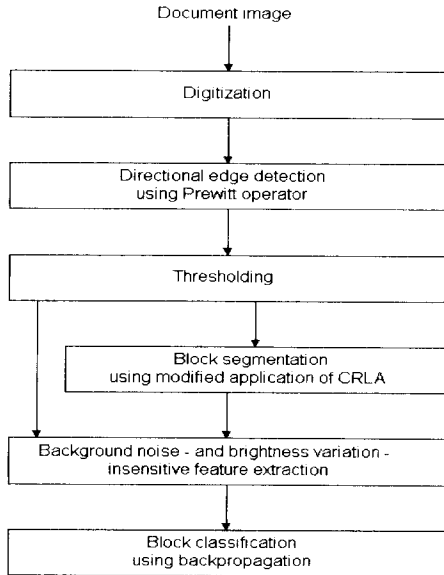 Document image
Digitization
Directional edge detection
using Prewitt operator
Thresholding
Block segmentation
using modified application of CRLA
Background noise - and brightness variation -
insensitive feature extraction
Block classification
using backpropagation